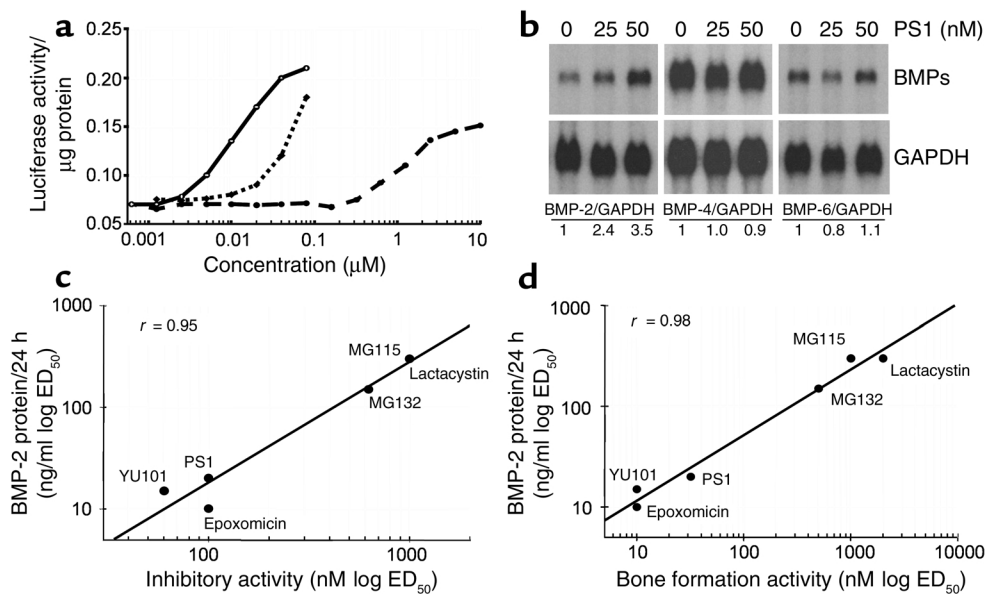 a
Luciferase activity/
µg protein
0.25
0.20
0.15
0.10
0.05
0.001
0.01
0.1
1
10
Concentration (µM)
b
0 25 50 0 25 50 0 25 50 PS1 (nM)
BMPs
GAPDH
BMP-2/GAPDH BMP-4/GAPDH BMP-6/GAPDH
1 2.4 3.5 1 1.0 0.9 1 0.8 1.1
c
BMP-2 protein/24 h
(ng/ml log ED50)
1000
100
10
r = 0.95
MG115
Lactacystin
MG132
PS1
YU101
Epoxomicin
100
1000
Inhibitory activity (nM log ED50)
d
BMP-2 protein/24 h
(ng/ml log ED50)
1000
100
10
r = 0.98
MG115
Lactacystin
MG132
PS1
YU101
Epoxomicin
10
100
1000
10000
Bone formation activity (nM log ED50)